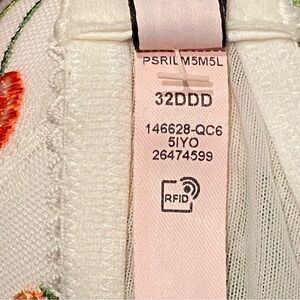 PSRILM5M5L
32DDD
146628-QC6
5IYO
26474599
RFID